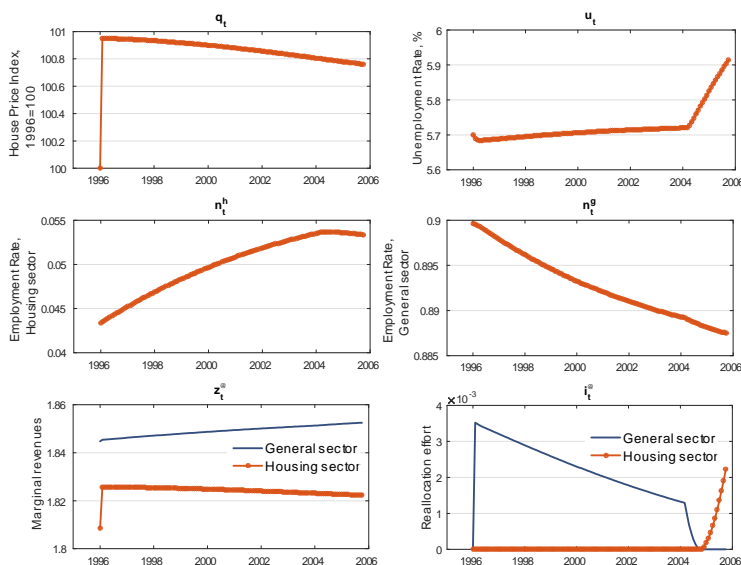 q_t
House Price Index,
1996=100
101
100.8
100.6
100.4
100.2
100
1996 1998 2000 2002 2004 2006
u_t
Unemployment Rate, %
6
5.9
5.8
5.7
5.6
1996 1998 2000 2002 2004 2006
n_t^h
Employment Rate,
Housing sector
0.055
0.05
0.045
0.04
1996 1998 2000 2002 2004 2006
n_t^g
Employment Rate,
General sector
0.9
0.895
0.89
0.885
1996 1998 2000 2002 2004 2006
z_t^@
Marginal revenues
1.86
1.84
1.82
1.8
General sector
Housing sector
1996 1998 2000 2002 2004 2006
i_t^@
×10^-3
Reallocation effort
4
3
2
1
0
General sector
Housing sector
1996 1998 2000 2002 2004 2006